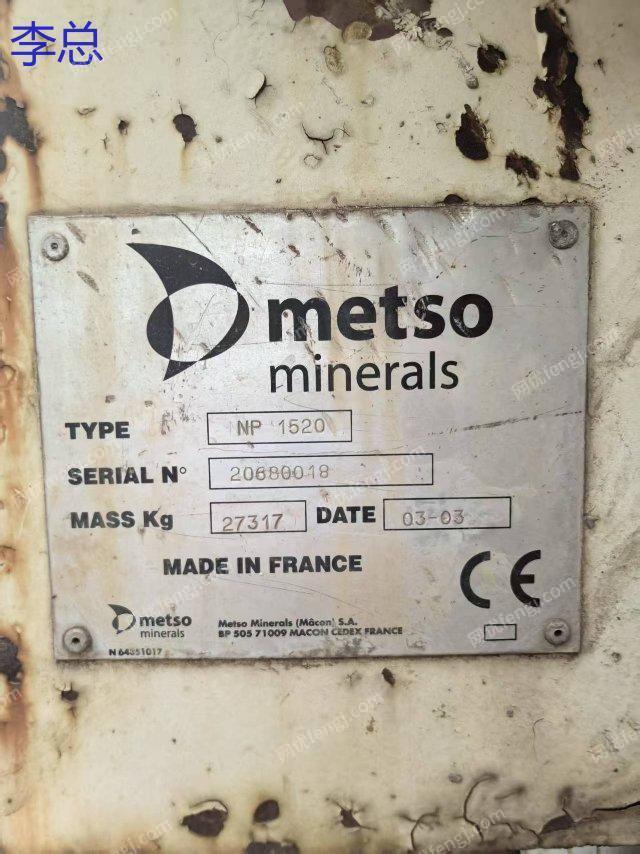 李总
metso
minerals
TYPE NP 1520
SERIAL N° 20680018
MASS Kg 27317 DATE 03-03
MADE IN FRANCE
CE
metso
minerals
Metso Minerals (Mâcon) S.A.
BP 505 71009 MACON CEDEX FRANCE
N 64351017